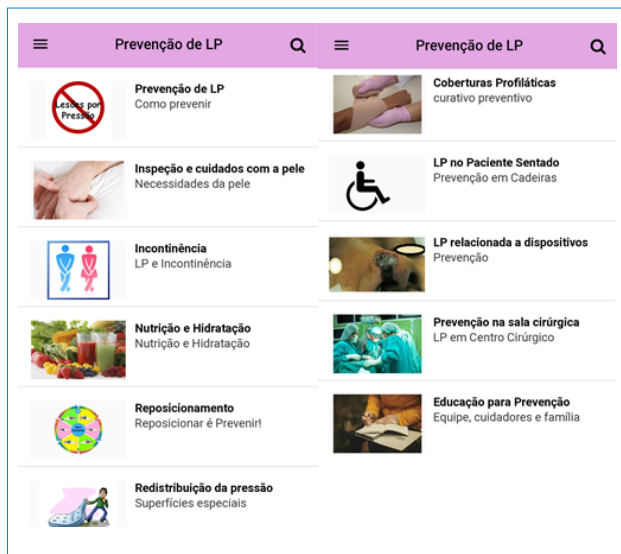 Prevenção de LP
Lesões por
Pressão
Prevenção de LP
Como prevenir
Inspeção e cuidados com a pele
Necessidades da pele
Incontinência
LP e Incontinência
Nutrição e Hidratação
Nutrição e Hidratação
Reposicionamento
Reposicionar é Prevenir!
Redistribuição da pressão
Superfícies especiais
Prevenção de LP
Coberturas Profiláticas
curativo preventivo
LP no Paciente Sentado
Prevenção em Cadeiras
LP relacionada a dispositivos
Prevenção
Prevenção na sala cirúrgica
LP em Centro Cirúrgico
Educação para Prevenção
Equipe, cuidadores e família